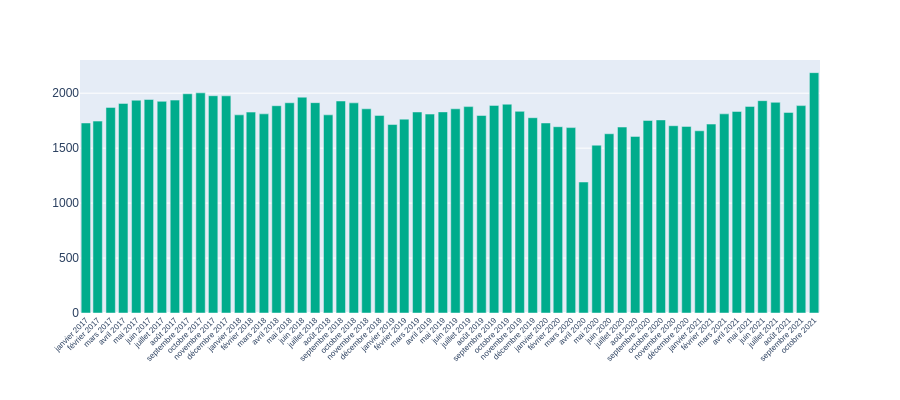 2000
1500
1000
500
0
janvier 2017
février 2017
mars 2017
avril 2017
mai 2017
juin 2017
juillet 2017
août 2017
septembre 2017
octobre 2017
novembre 2017
décembre 2017
janvier 2018
février 2018
mars 2018
avril 2018
mai 2018
juin 2018
juillet 2018
août 2018
septembre 2018
octobre 2018
novembre 2018
décembre 2018
janvier 2019
février 2019
mars 2019
avril 2019
mai 2019
juin 2019
juillet 2019
août 2019
septembre 2019
octobre 2019
novembre 2019
décembre 2019
janvier 2020
février 2020
mars 2020
avril 2020
mai 2020
juin 2020
juillet 2020
août 2020
septembre 2020
octobre 2020
novembre 2020
décembre 2020
janvier 2021
février 2021
mars 2021
avril 2021
mai 2021
juin 2021
juillet 2021
août 2021
septembre 2021
octobre 2021